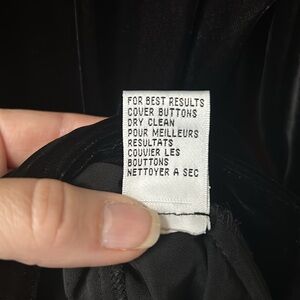 FOR BEST RESULTS
COVER BUTTONS
DRY CLEAN
POUR MEILLEURS
RESULTATS
COUVIER LES
BOUTTONS
NETTOYER A SEC